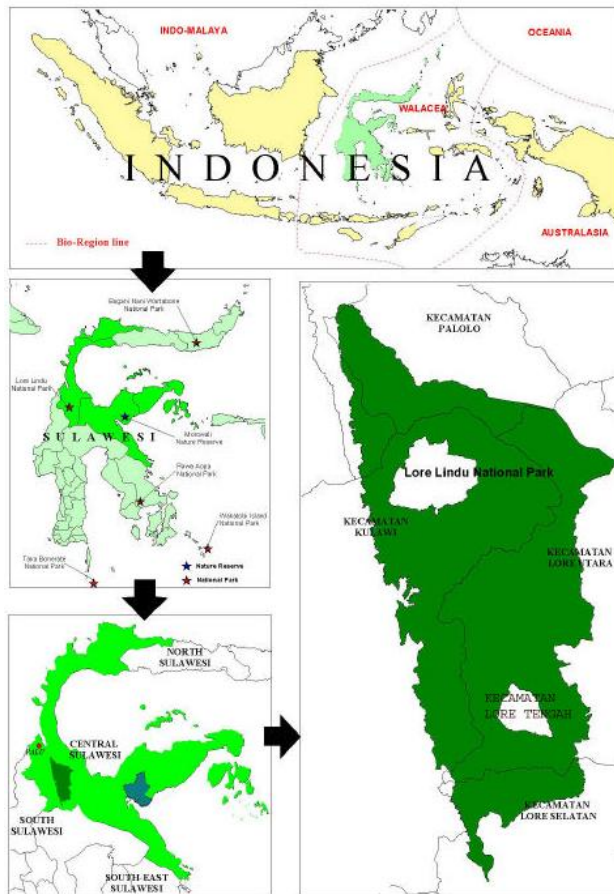 INDO-MALAYA
OCEANIA
WALACEA
INDONESIA
AUSTRALASIA
Bio-Region line
Bagani Nani Wartabone
National Park
Lore Lindu
National Park
SULAWESI
Morowali
Nature Reserve
Rawa Aopa
National Park
Wakatobi Island
National Park
Taka Bonerate
National Park
Nature Reserve
National Park
NORTH
SULAWESI
PALU
CENTRAL
SULAWESI
SOUTH
SULAWESI
SOUTH-EAST
SULAWESI
KECAMATAN
PALOLO
Lore Lindu National Park
KECAMATAN
KULAWI
KECAMATAN
LORE UTARA
KECAMATAN
LORE TENGAH
KECAMATAN
LORE SELATAN